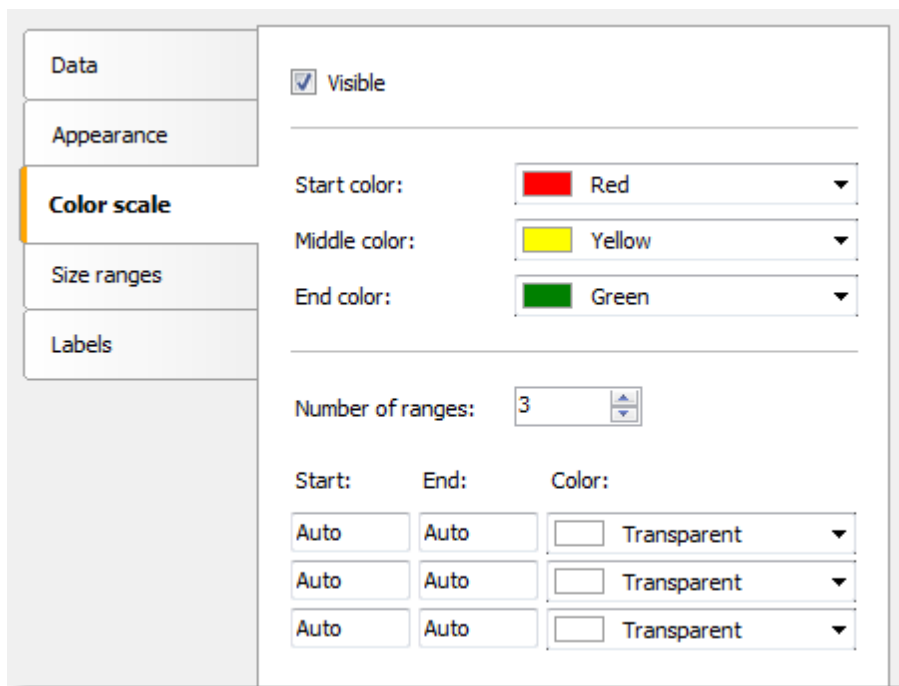 Data
Appearance
Color scale
Size ranges
Labels
Visible
Start color: Red
Middle color: Yellow
End color: Green
Number of ranges: 3
Start: End: Color:
Auto Auto Transparent
Auto Auto Transparent
Auto Auto Transparent